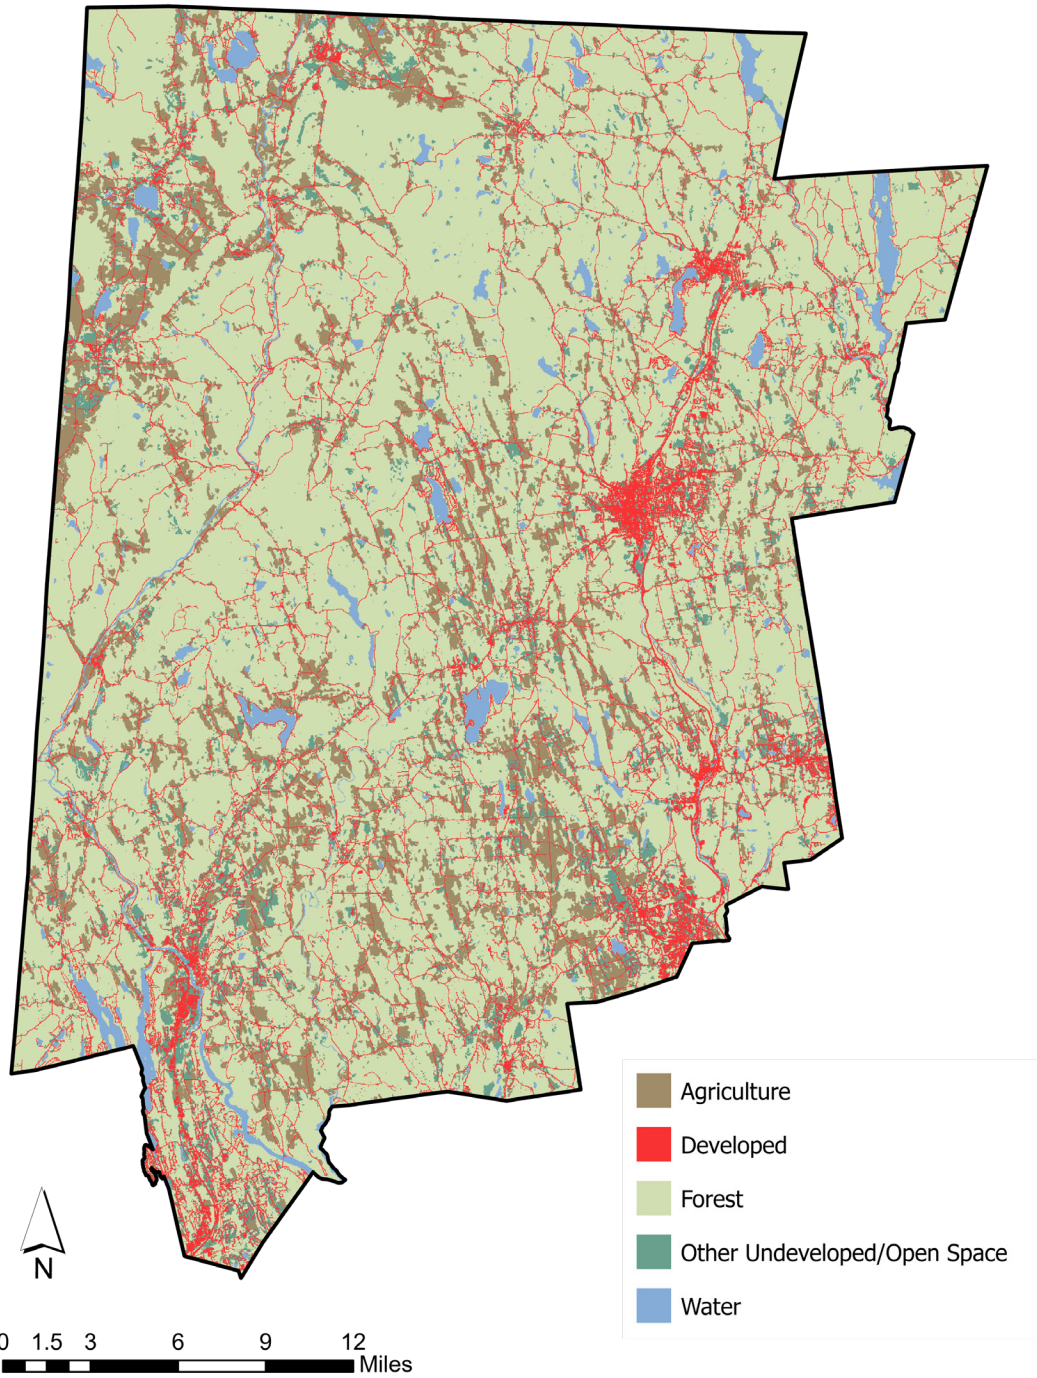 Agriculture
Developed
Forest
Other Undeveloped/Open Space
Water
N
0 1.5 3 6 9 12
Miles